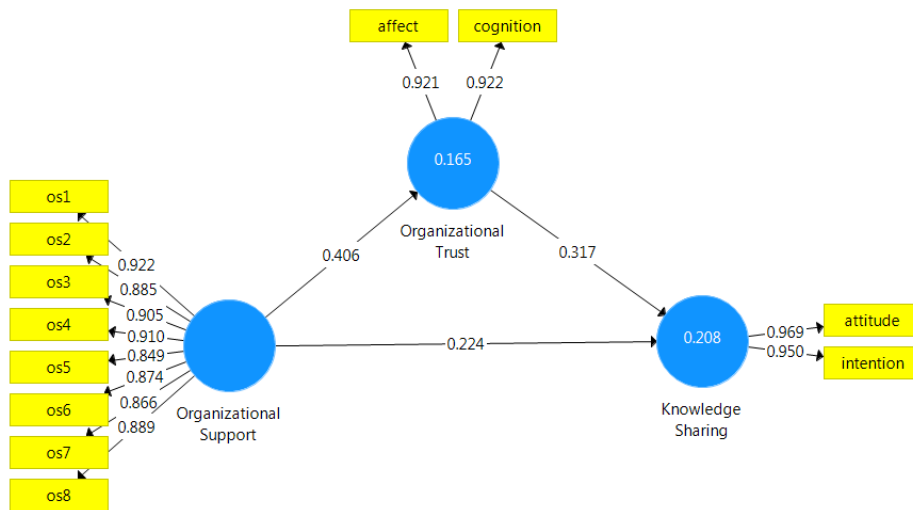 affect
cognition
0.921
0.922
0.165
Organizational
Trust
os1
os2
os3
os4
os5
os6
os7
os8
0.922
0.885
0.905
0.910
0.849
0.874
0.866
0.889
Organizational
Support
0.406
0.317
0.224
0.208
Knowledge
Sharing
0.969
0.950
attitude
intention